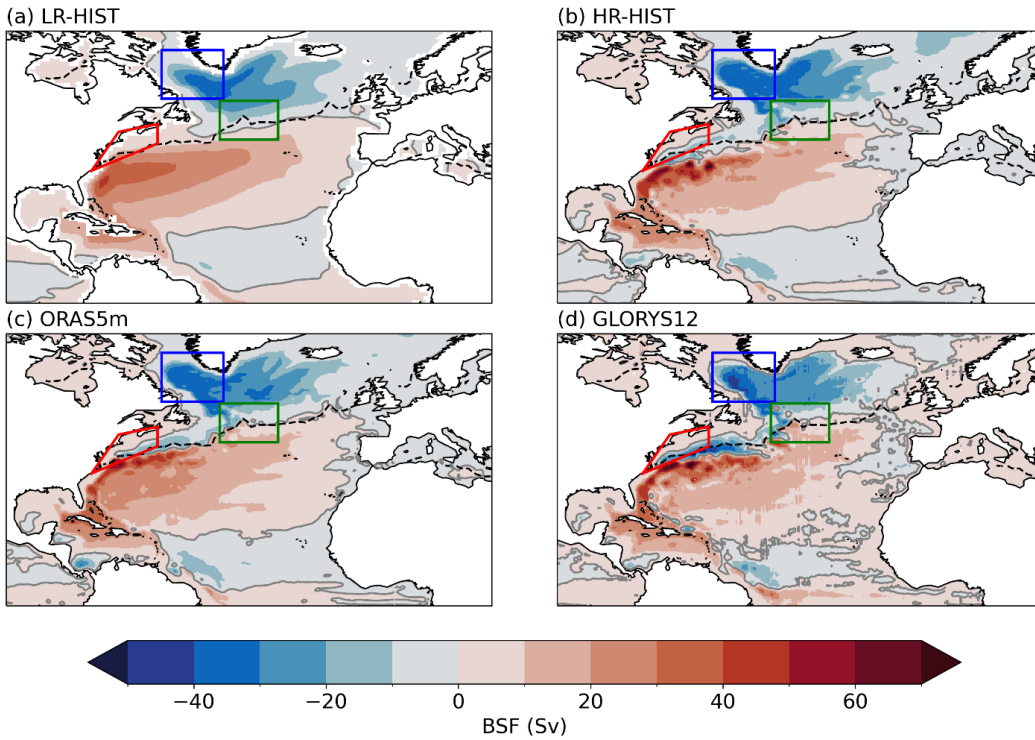 (a) LR-HIST
(b) HR-HIST
(c) ORAS5m
(d) GLORYS12
−40 −20 0 20 40 60
BSF (Sv)